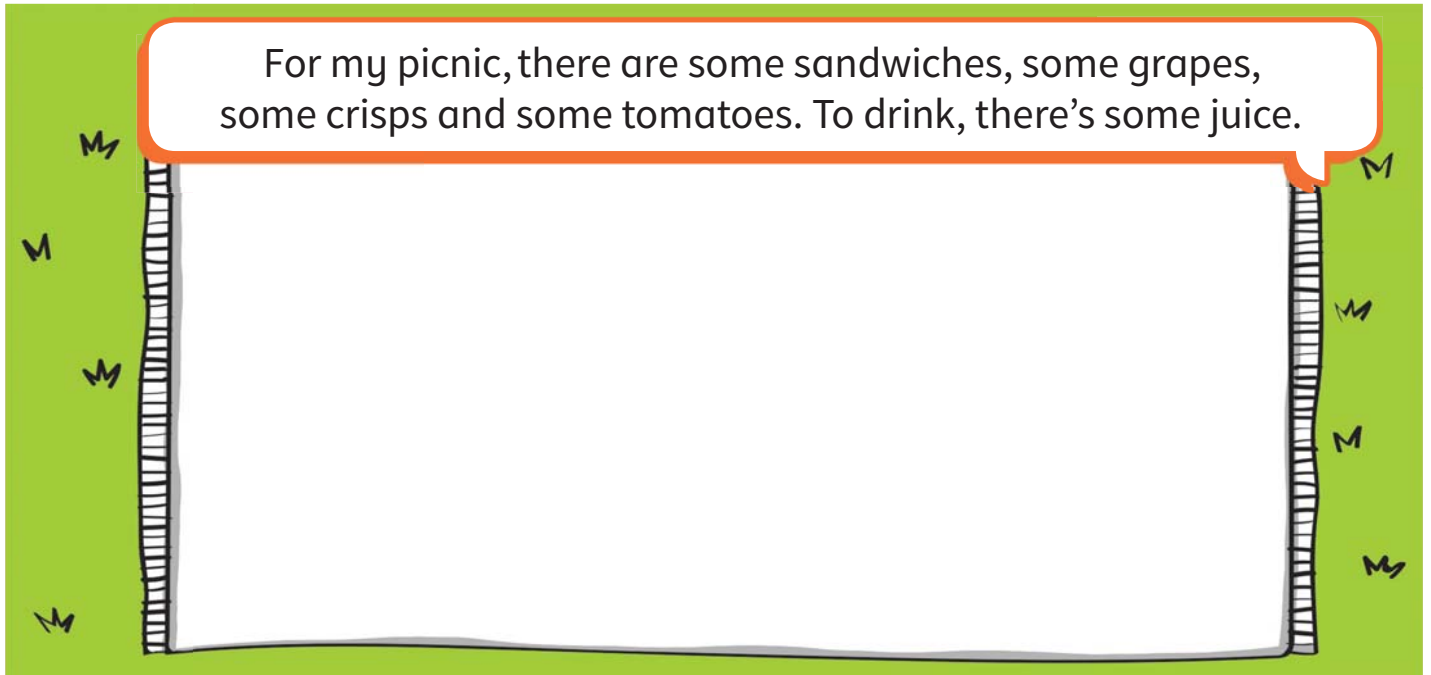 For my picnic, there are some sandwiches, some grapes,
some crisps and some tomatoes. To drink, there’s some juice.